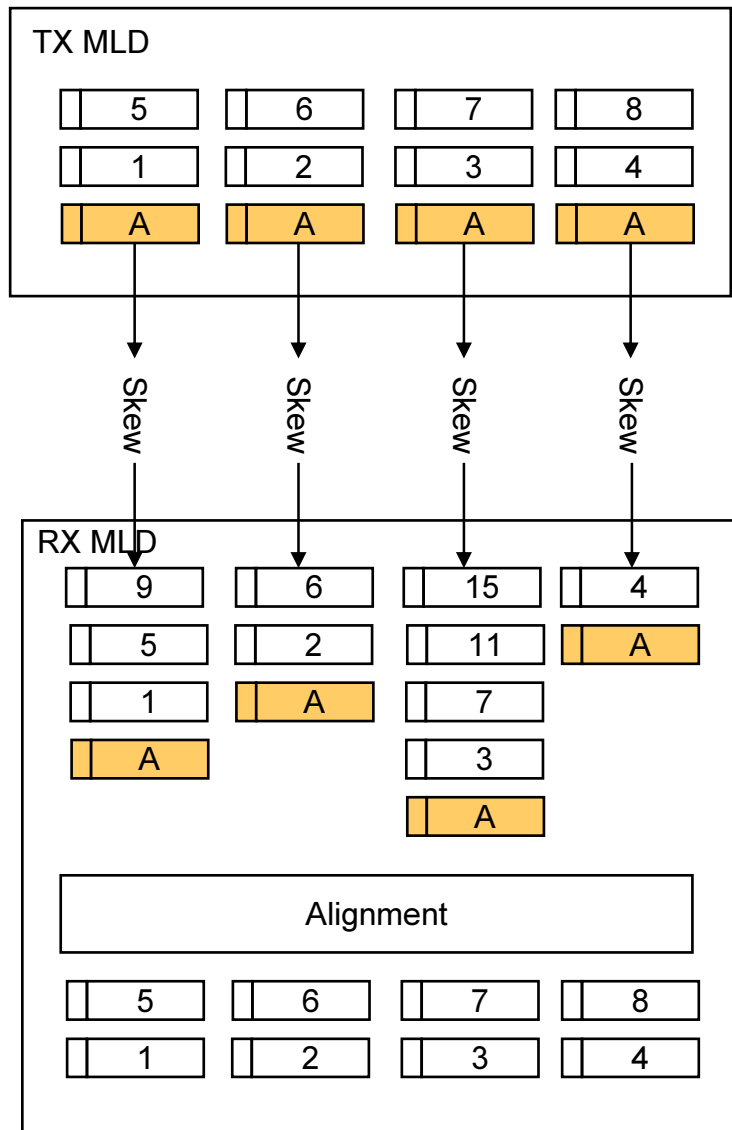 TX MLD
5 6 7 8
1 2 3 4
A A A A
Skew Skew Skew Skew
RX MLD
9 6 15 4
5 2 11 A
1 A 7
A 3
A
Alignment
5 6 7 8
1 2 3 4